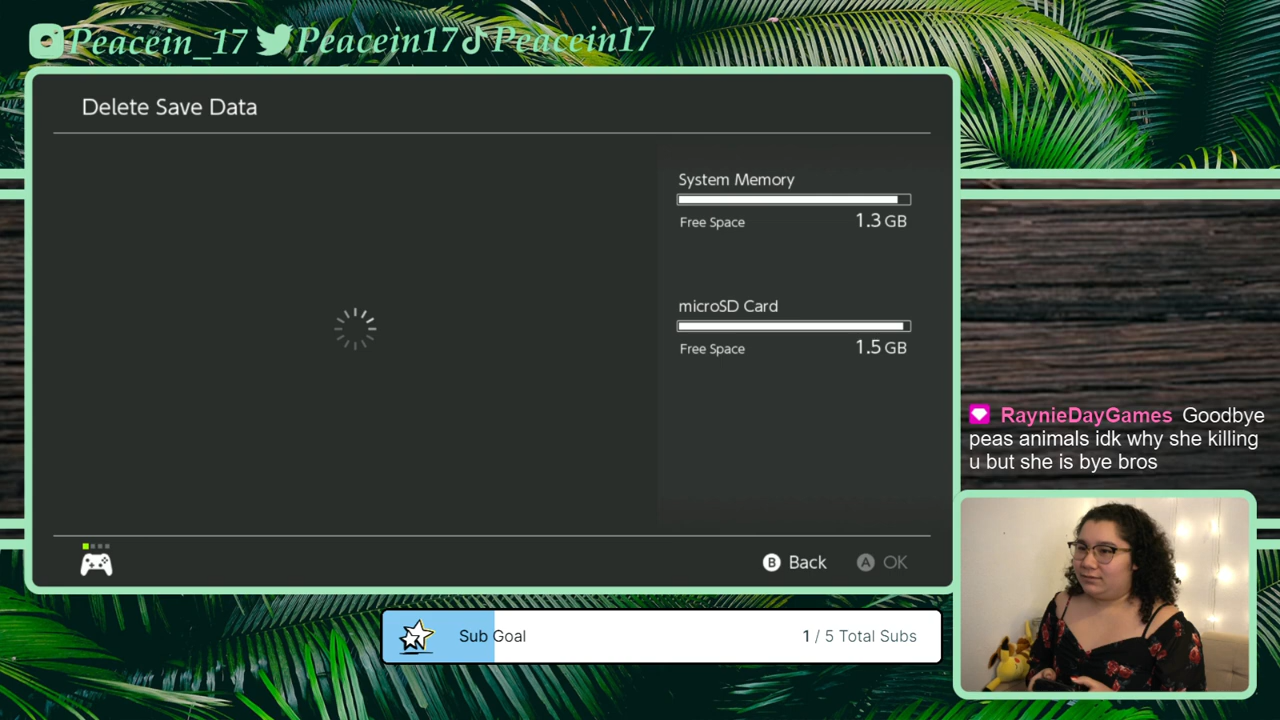 Peacein_17 Peacein17 Peacein17
Delete Save Data
System Memory
Free Space 1.3 GB
microSD Card
Free Space 1.5 GB
B Back A OK
RaynieDayGames Goodbye
peas animals idk why she killing
u but she is bye bros
Sub Goal 1 / 5 Total Subs